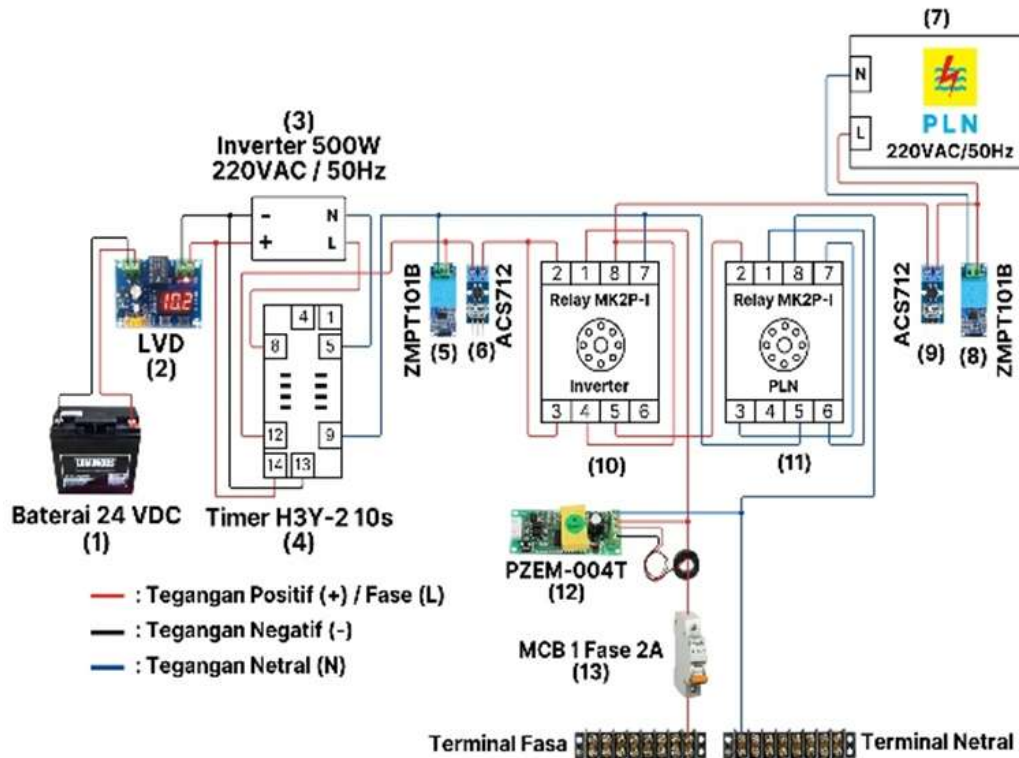 (7)
N
L
PLN
220VAC/50Hz
(3)
Inverter 500W
220VAC / 50Hz
-
+
N
L
10.2
LVD
(2)
4
1
8
5
12
9
14
13
Timer H3Y-2 10s
(4)
LUMINOUS
Baterai 24 VDC
(1)
ZMPT101B
(5)
(6)
ACS712
2
1
8
7
Relay MK2P-I
Inverter
3
4
5
6
(10)
2
1
8
7
Relay MK2P-I
PLN
3
4
5
6
(11)
ACS712
(9)
(8)
ZMPT101B
PZEM-004T
(12)
: Tegangan Positif (+) / Fase (L)
: Tegangan Negatif (-)
: Tegangan Netral (N)
MCB 1 Fase 2A
(13)
Terminal Fasa
Terminal Netral